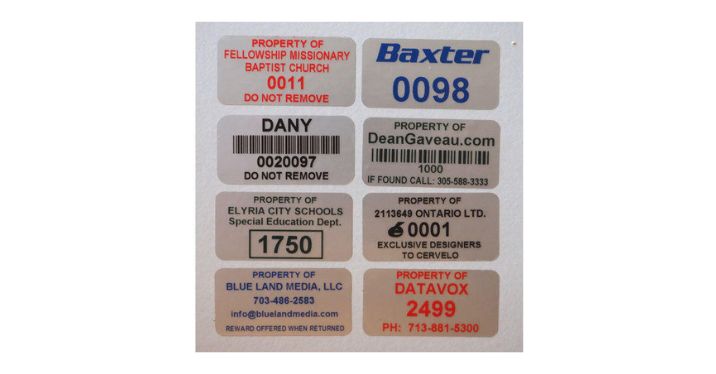 PROPERTY OF
FELLOWSHIP MISSIONARY
BAPTIST CHURCH
0011
DO NOT REMOVE
Baxter
0098
DANY
0020097
DO NOT REMOVE
PROPERTY OF
DeanGaveau.com
1000
IF FOUND CALL: 305-588-3333
PROPERTY OF
ELYRIA CITY SCHOOLS
Special Education Dept.
1750
PROPERTY OF
2113649 ONTARIO LTD.
0001
EXCLUSIVE DESIGNERS
TO CERVELO
PROPERTY OF
BLUE LAND MEDIA, LLC
703-486-2583
info@bluelandmedia.com
REWARD OFFERED WHEN RETURNED
PROPERTY OF
DATAVOX
2499
PH: 713-881-5300